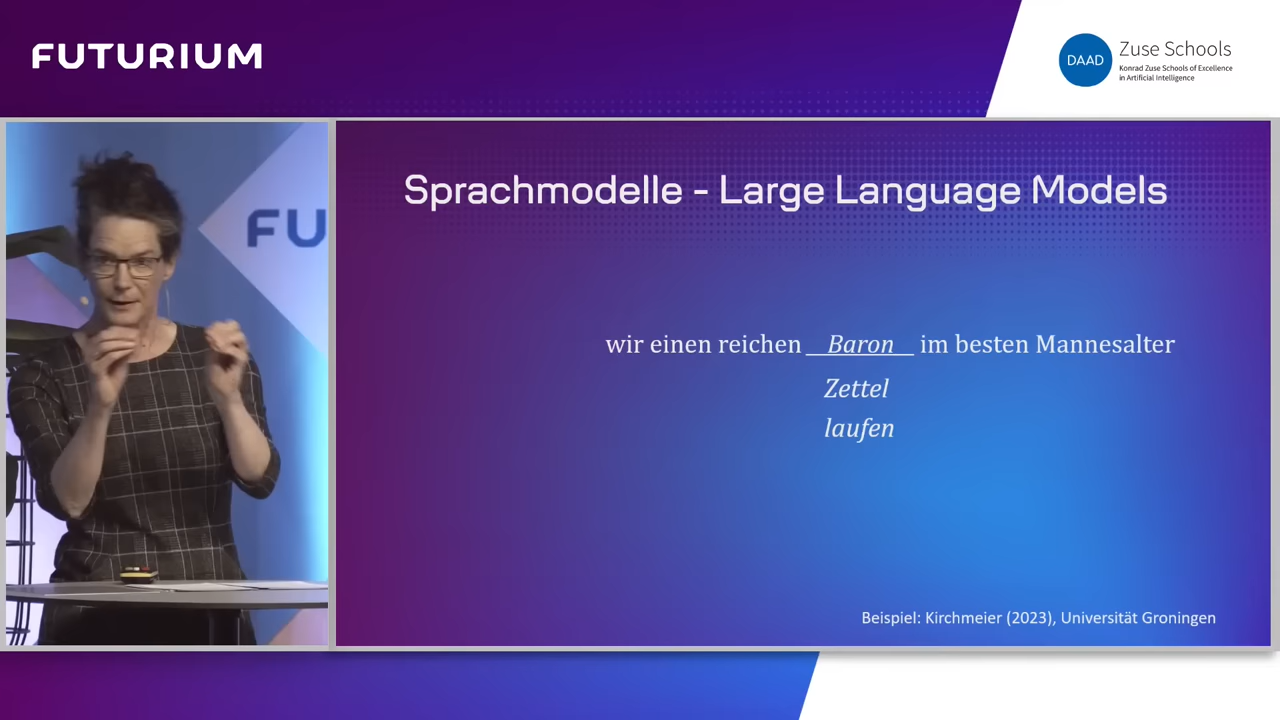 FUTURIUM
DAAD
Zuse Schools
Konrad Zuse Schools of Excellence
in Artificial Intelligence
FU
Sprachmodelle - Large Language Models
wir einen reichen Baron im besten Mannesalter
Zettel
laufen
Beispiel: Kirchmeier (2023), Universität Groningen